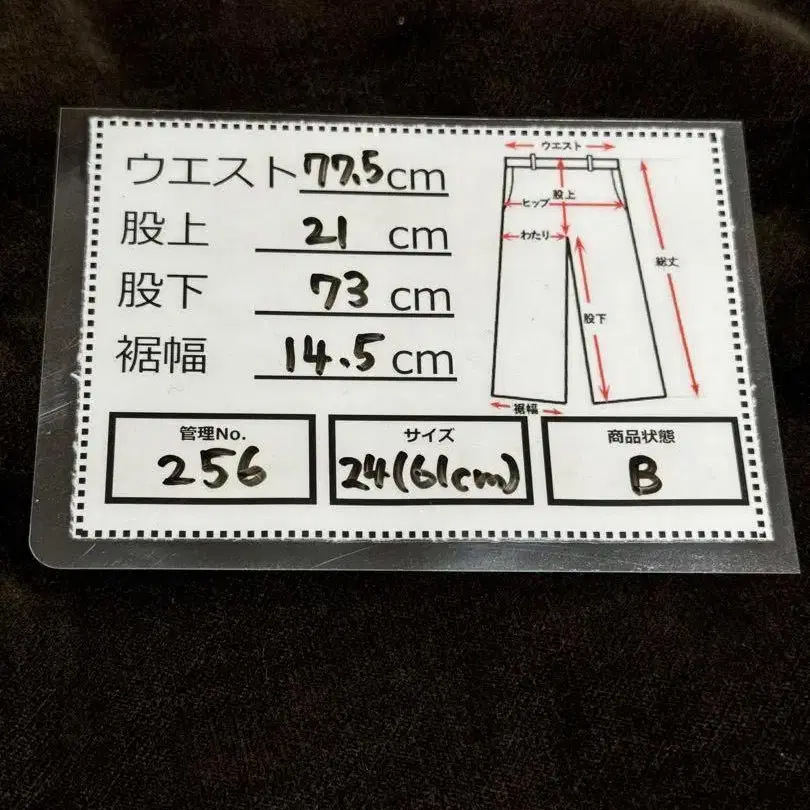 ウエスト 77.5 cm
股上 21 cm
股下 73 cm
裾幅 14.5 cm
ウエスト
股上
ヒップ
わたり
総丈
股下
裾幅
管理No.
256
サイズ
24(61cm)
商品状態
B